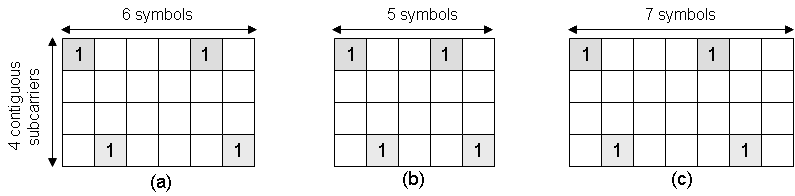 6 symbols
5 symbols
7 symbols
4 contiguous
subcarriers
1 1
1 1
1 1
1 1
1 1
1 1
(a)
(b)
(c)